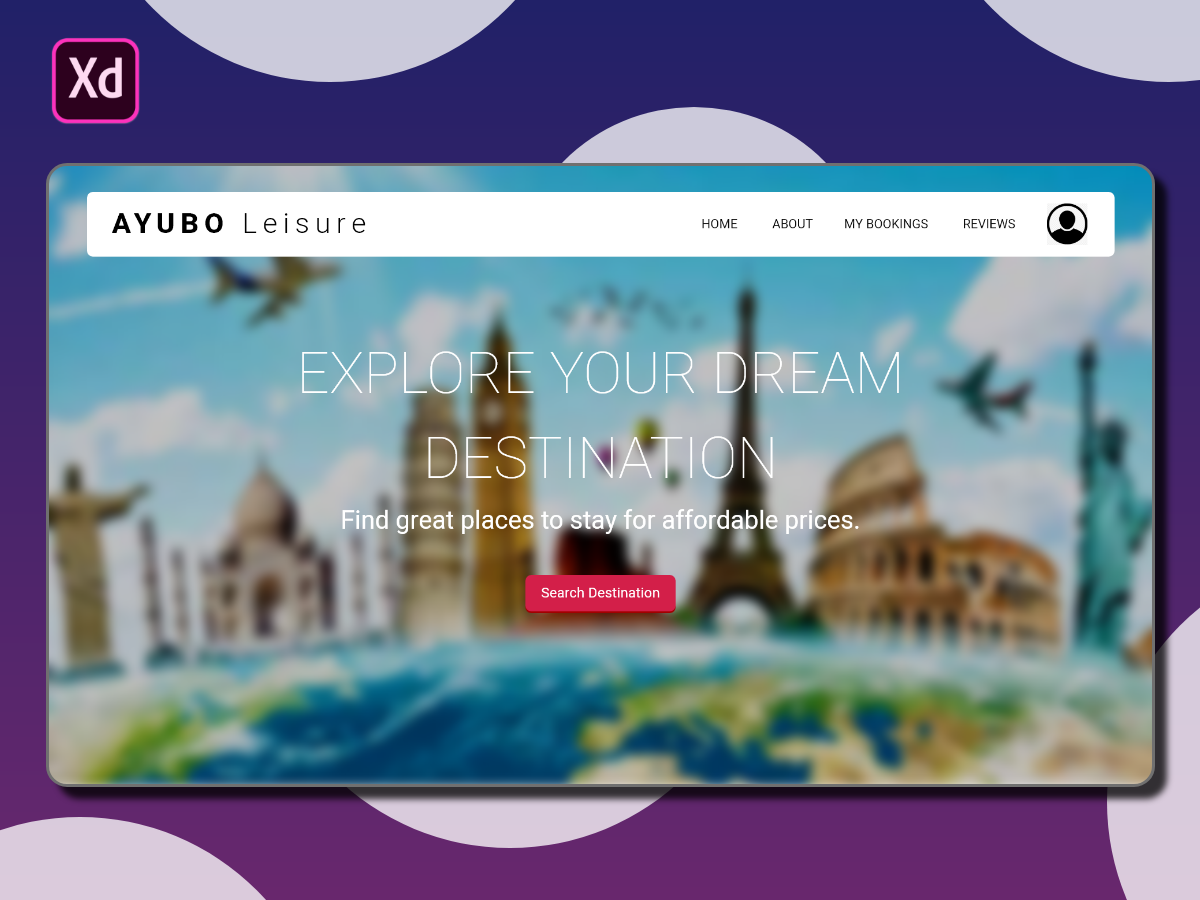 Xd
AYUBO Leisure
HOME ABOUT MY BOOKINGS REVIEWS
EXPLORE YOUR DREAM
DESTINATION
Find great places to stay for affordable prices.
Search Destination